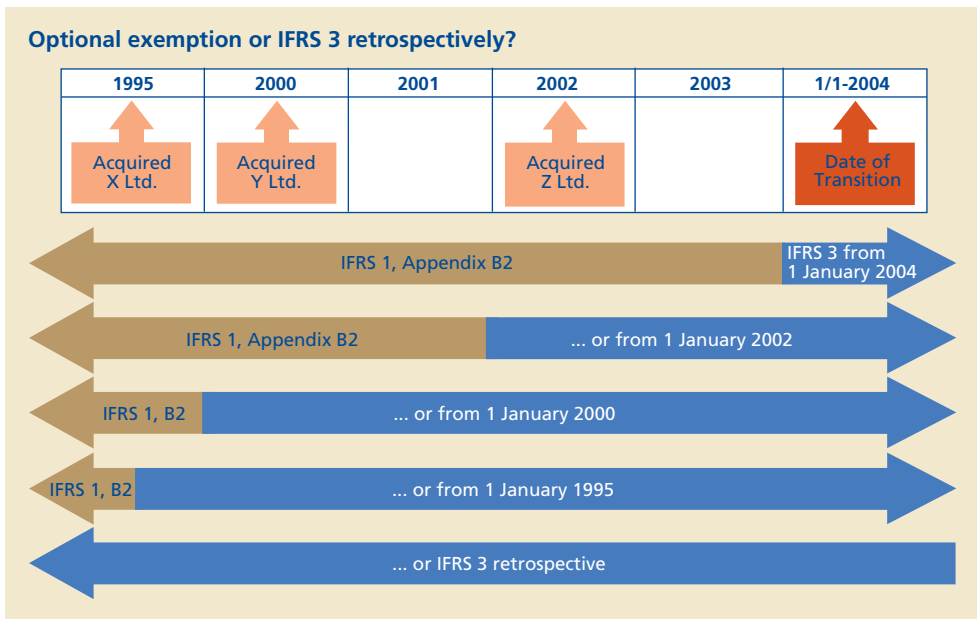 Optional exemption or IFRS 3 retrospectively?
1995 2000 2001 2002 2003 1/1-2004
Acquired
X Ltd.
Acquired
Y Ltd.
Acquired
Z Ltd.
Date of
Transition
IFRS 1, Appendix B2
IFRS 3 from
1 January 2004
IFRS 1, Appendix B2
... or from 1 January 2002
IFRS 1, B2
... or from 1 January 2000
IFRS 1, B2
... or from 1 January 1995
... or IFRS 3 retrospective